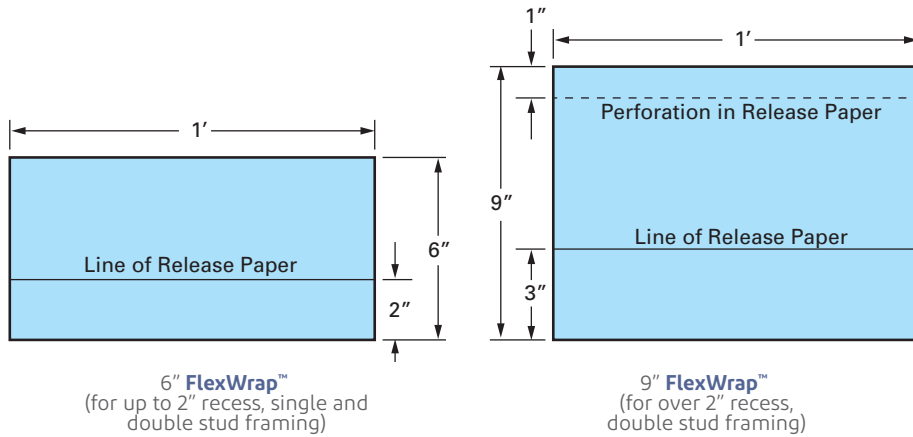 1’
Line of Release Paper
6”
2”
6” FlexWrap™
(for up to 2” recess, single and
double stud framing)
1”
1’
Perforation in Release Paper
9”
Line of Release Paper
3”
9” FlexWrap™
(for over 2” recess,
double stud framing)